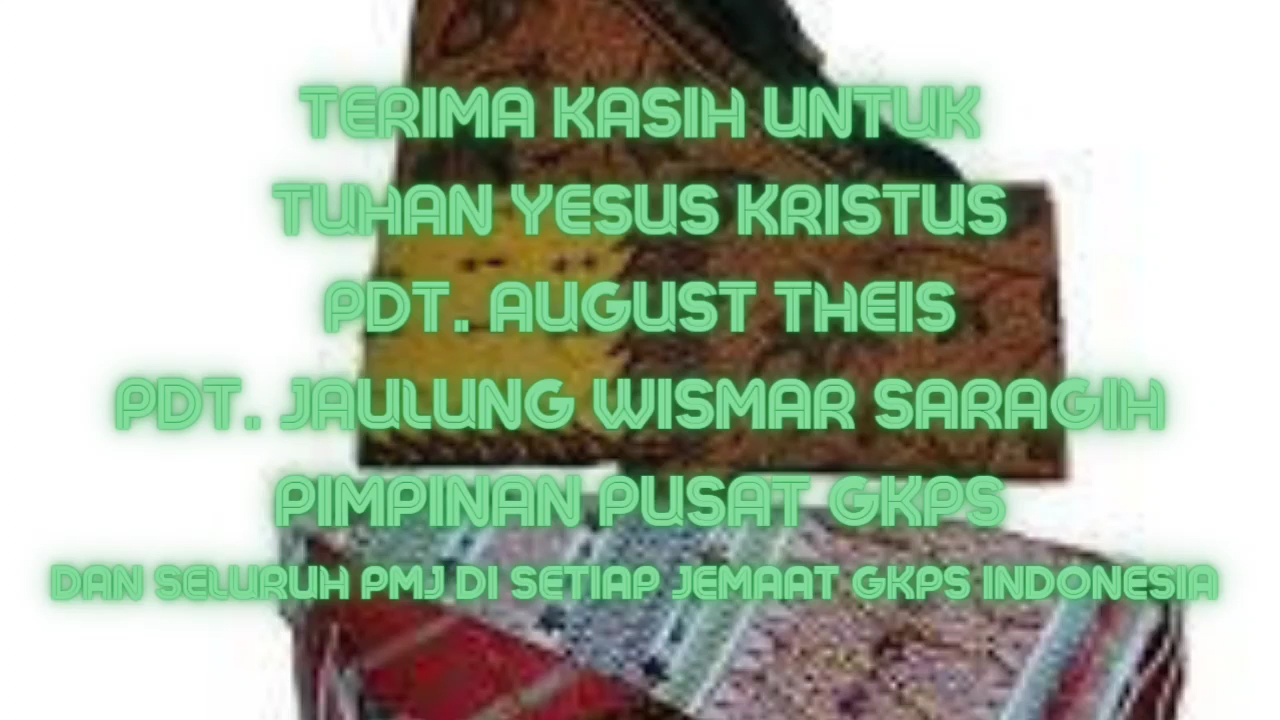 TERIMA KASIH UNTUK
TUHAN YESUS KRISTUS
PDT. AUGUST THEIS
PDT. JAULUNG WISMAR SARAGIH
PIMPINAN PUSAT GKPS
DAN SELURUH PMJ DI SETIAP JEMAAT GKPS INDONESIA